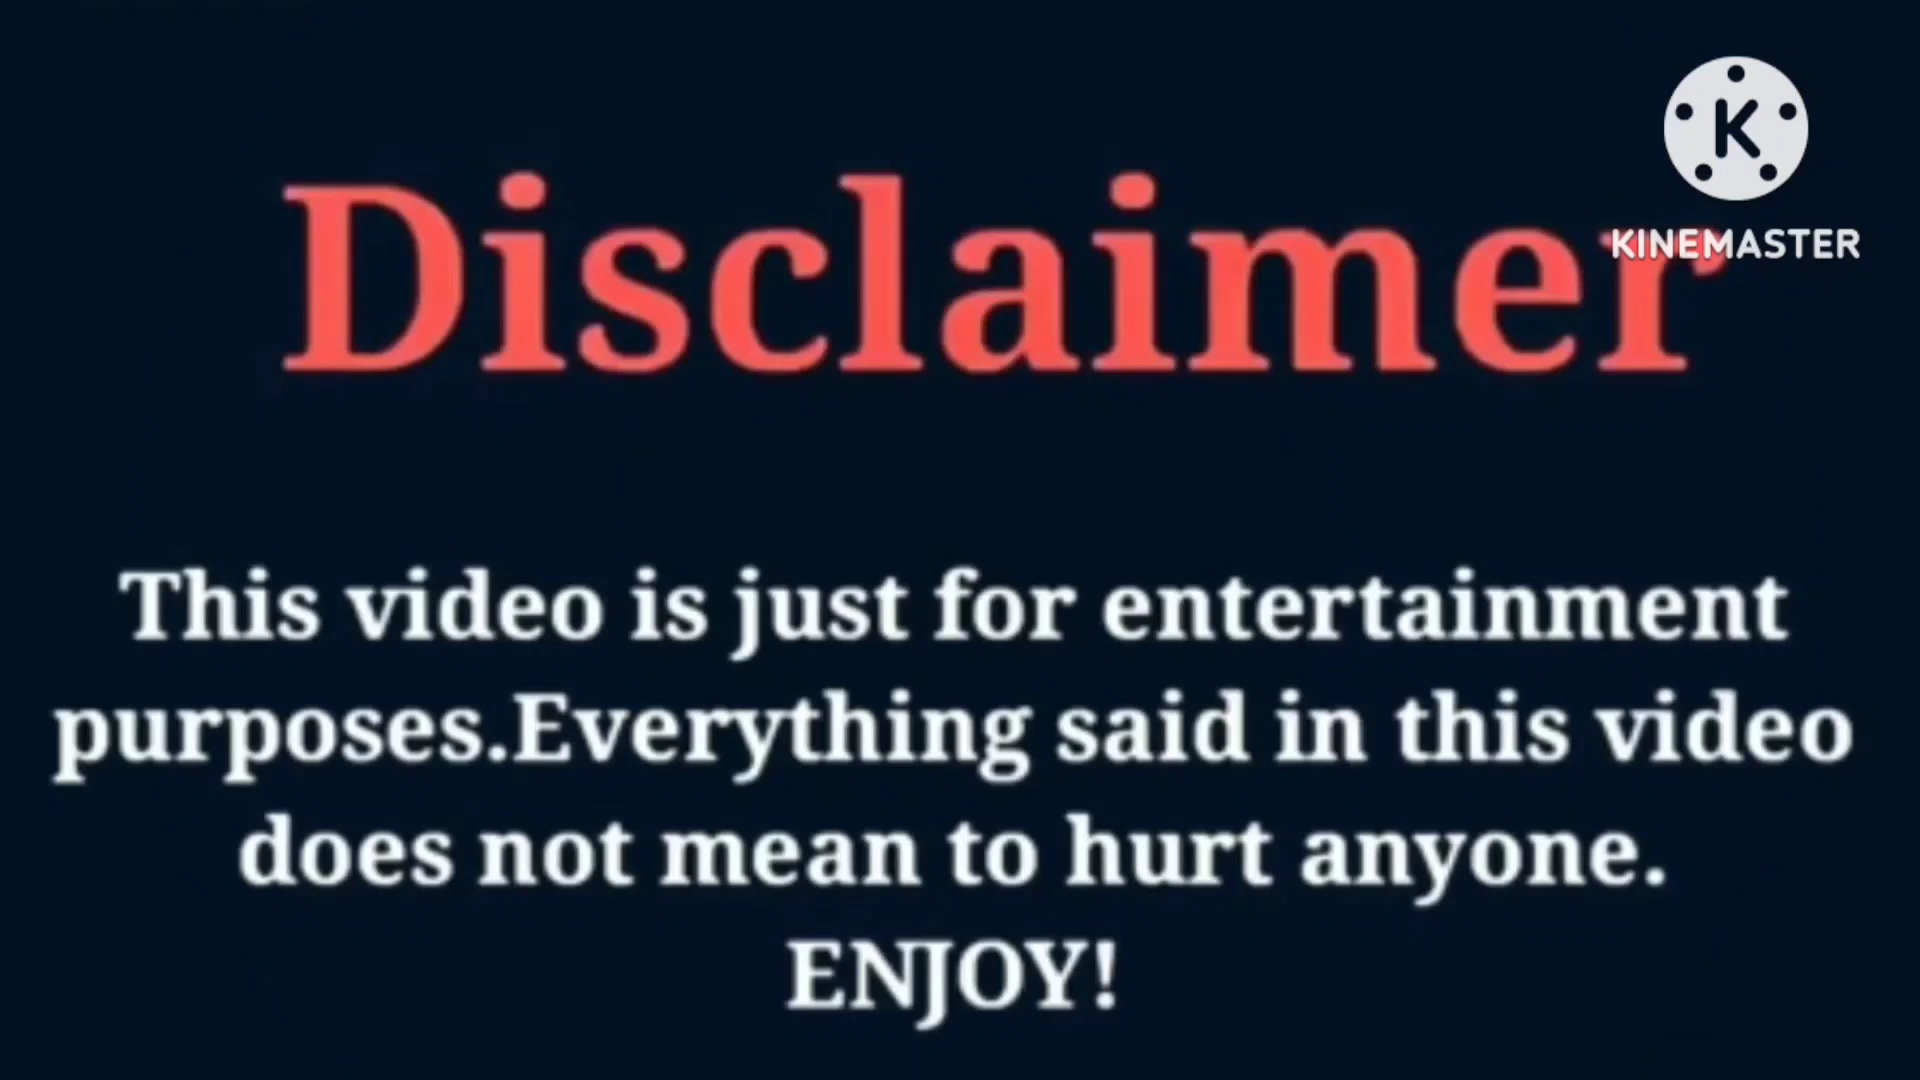 K
KINEMASTER
Disclaimer
This video is just for entertainment
purposes.Everything said in this video
does not mean to hurt anyone.
ENJOY!